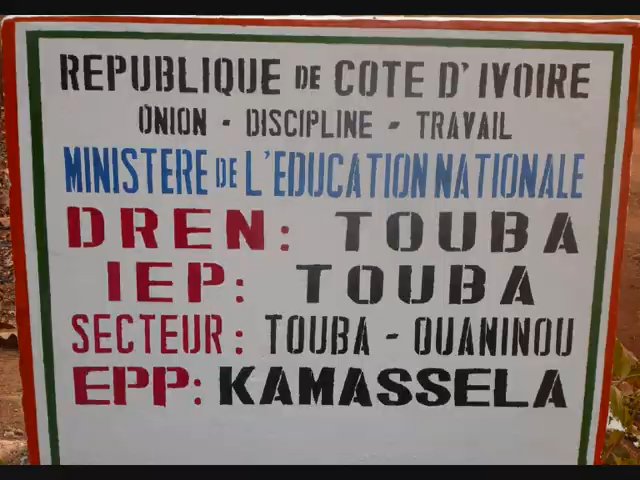 REPUBLIQUE DE COTE D'IVOIRE
UNION - DISCIPLINE - TRAVAIL
MINISTERE DE L'EDUCATION NATIONALE
DREN: TOUBA
IEP: TOUBA
SECTEUR: TOUBA - OUANINOU
EPP: KAMASSELA